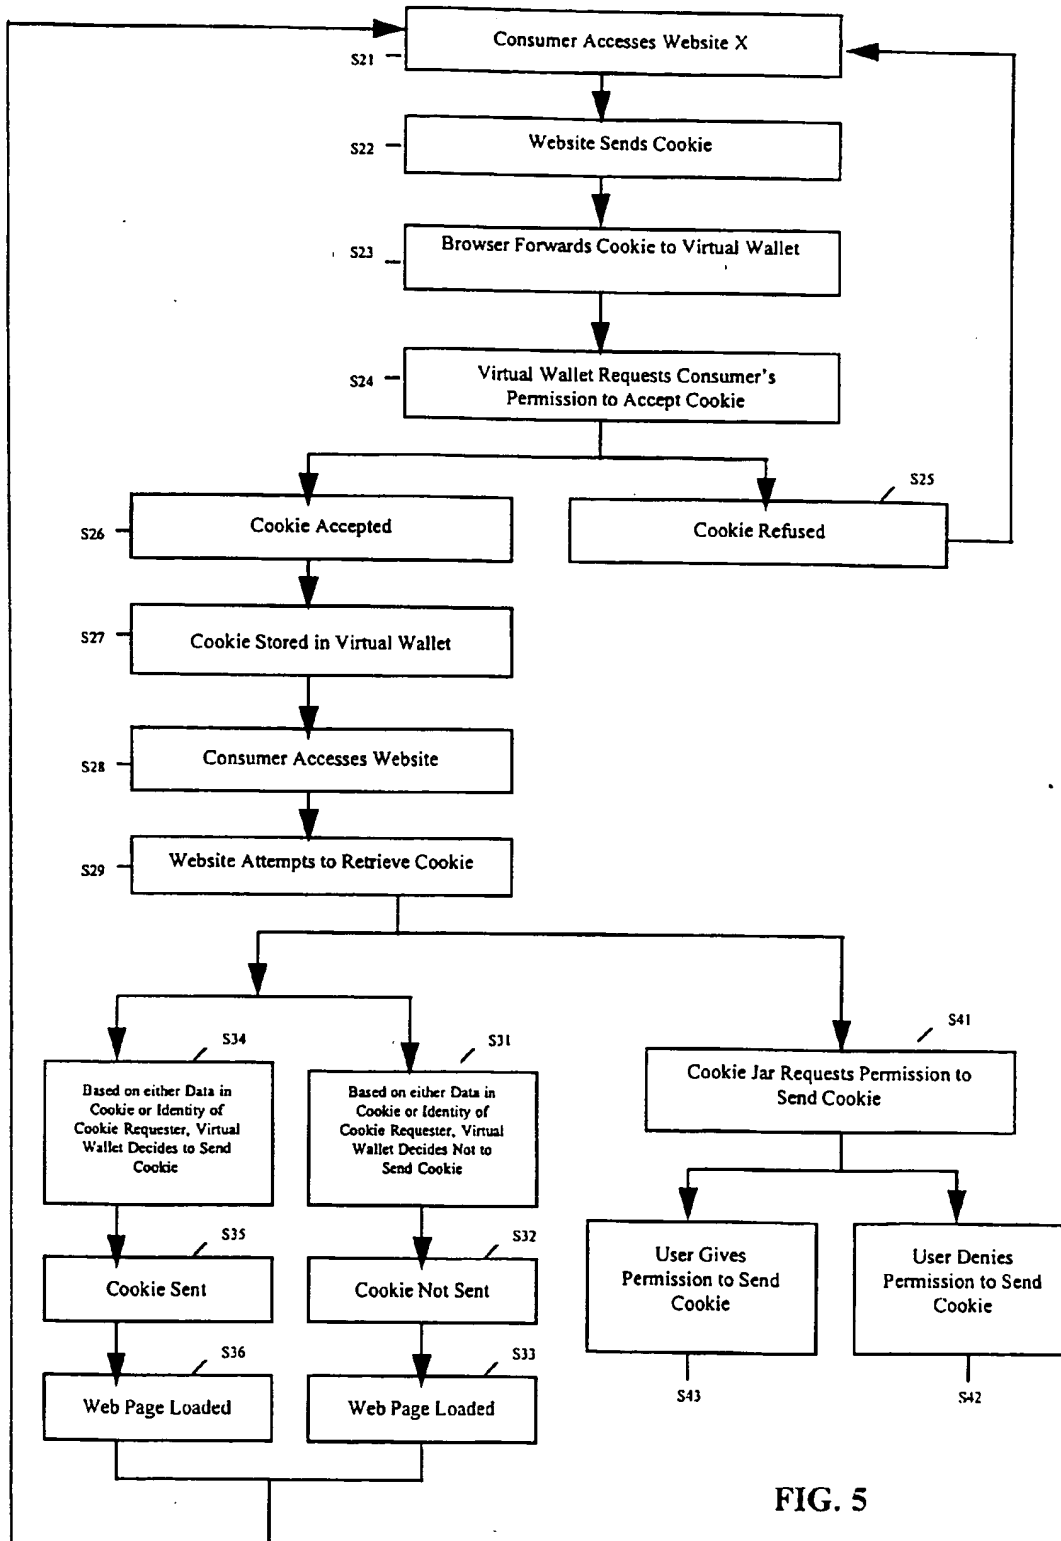 Consumer Accesses Website X
S21
Website Sends Cookie
S22
Browser Forwards Cookie to Virtual Wallet
S23
Virtual Wallet Requests Consumer's
Permission to Accept Cookie
S24
S25
Cookie Accepted
Cookie Refused
S26
Cookie Stored in Virtual Wallet
S27
Consumer Accesses Website
S28
Website Attempts to Retrieve Cookie
S29
S34
S31
S41
Based on either Data in
Cookie or Identity of
Cookie Requester, Virtual
Wallet Decides to Send
Cookie
Based on either Data in
Cookie or Identity of
Cookie Requester, Virtual
Wallet Decides Not to
Send Cookie
Cookie Jar Requests Permission to
Send Cookie
S35
S32
Cookie Sent
Cookie Not Sent
User Gives
Permission to Send
Cookie
User Denies
Permission to Send
Cookie
S36
S33
Web Page Loaded
Web Page Loaded
S43
S42
FIG. 5